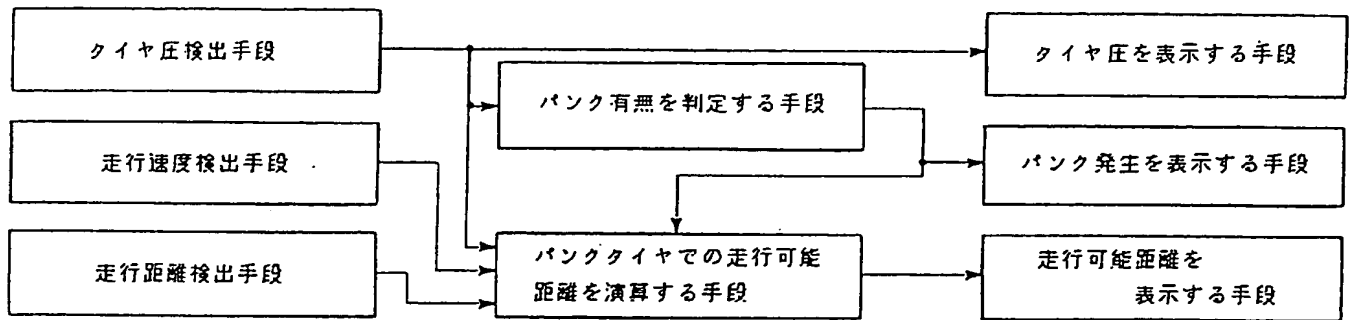 タイヤ圧検出手段
タイヤ圧を表示する手段
パンク有無を判定する手段
走行速度検出手段
パンク発生を表示する手段
パンクタイヤでの走行可能
距離を演算する手段
走行距離検出手段
走行可能距離を
表示する手段